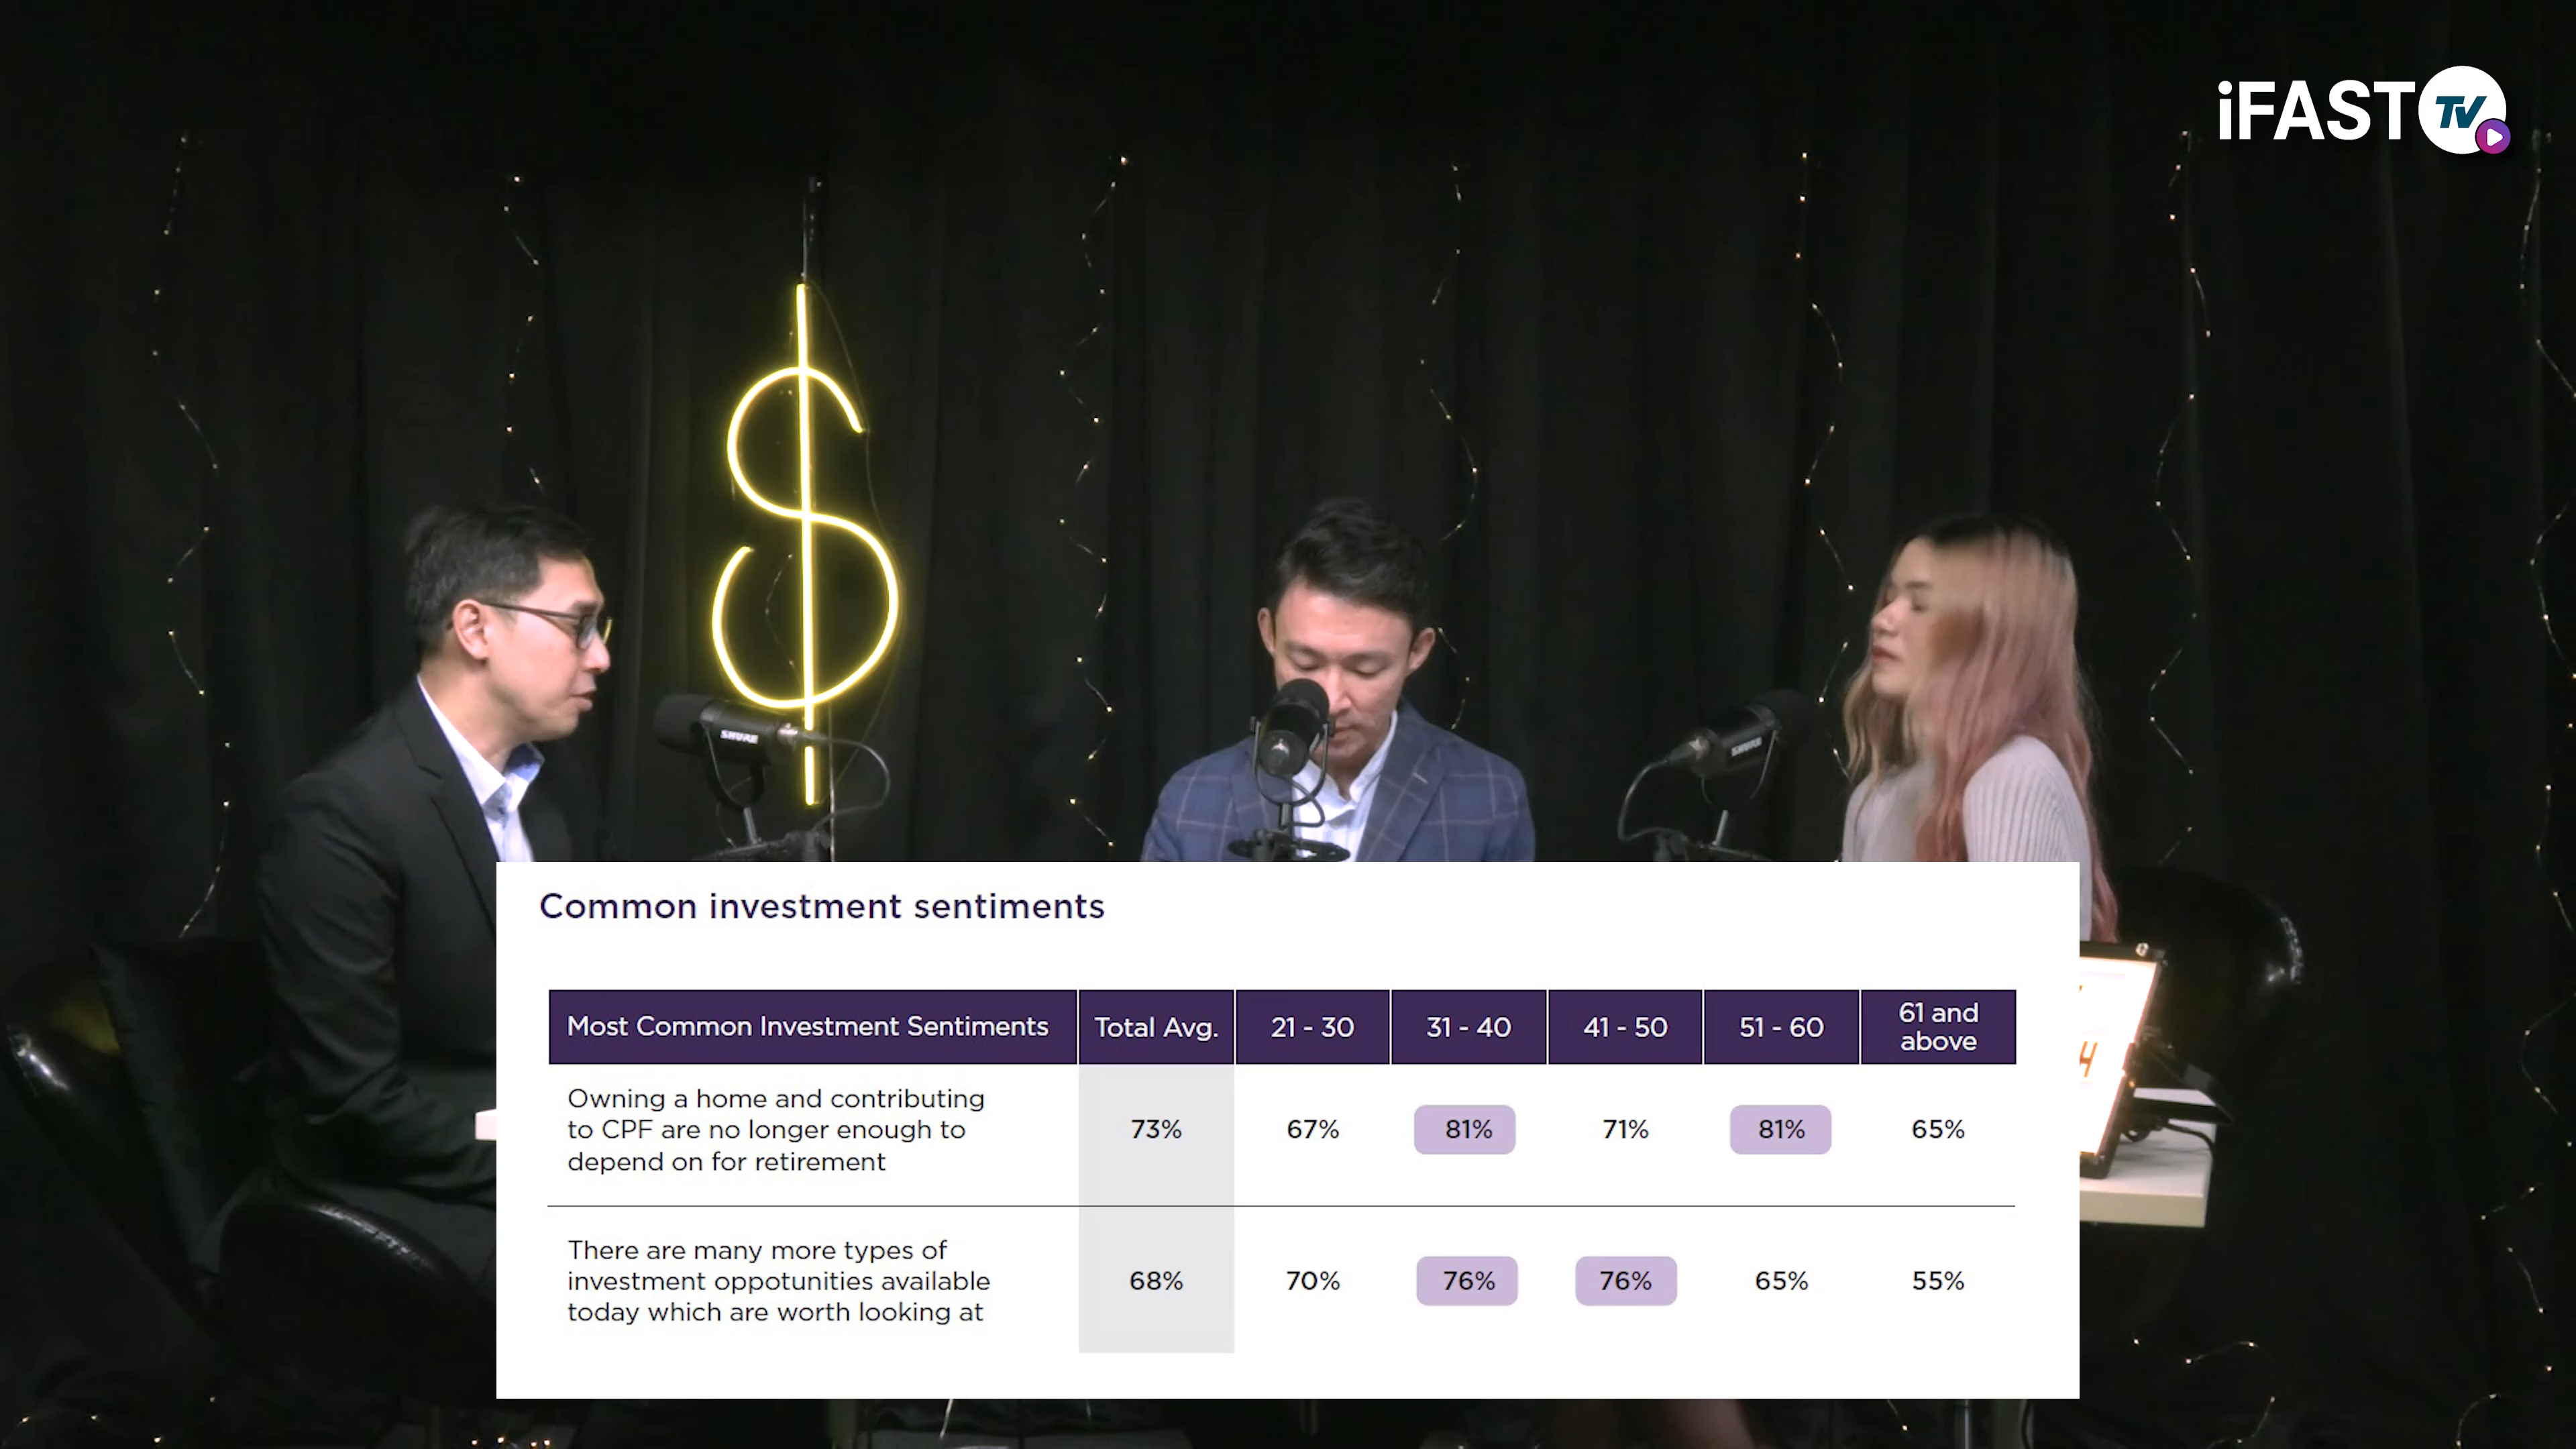 iFAST TV
SHURE
SHURE
Common investment sentiments
Most Common Investment Sentiments Total Avg. 21 - 30 31 - 40 41 - 50 51 - 60 61 and above
Owning a home and contributing
to CPF are no longer enough to
depend on for retirement
73% 67% 81% 71% 81% 65%
There are many more types of
investment oppotunities available
today which are worth looking at
68% 70% 76% 76% 65% 55%